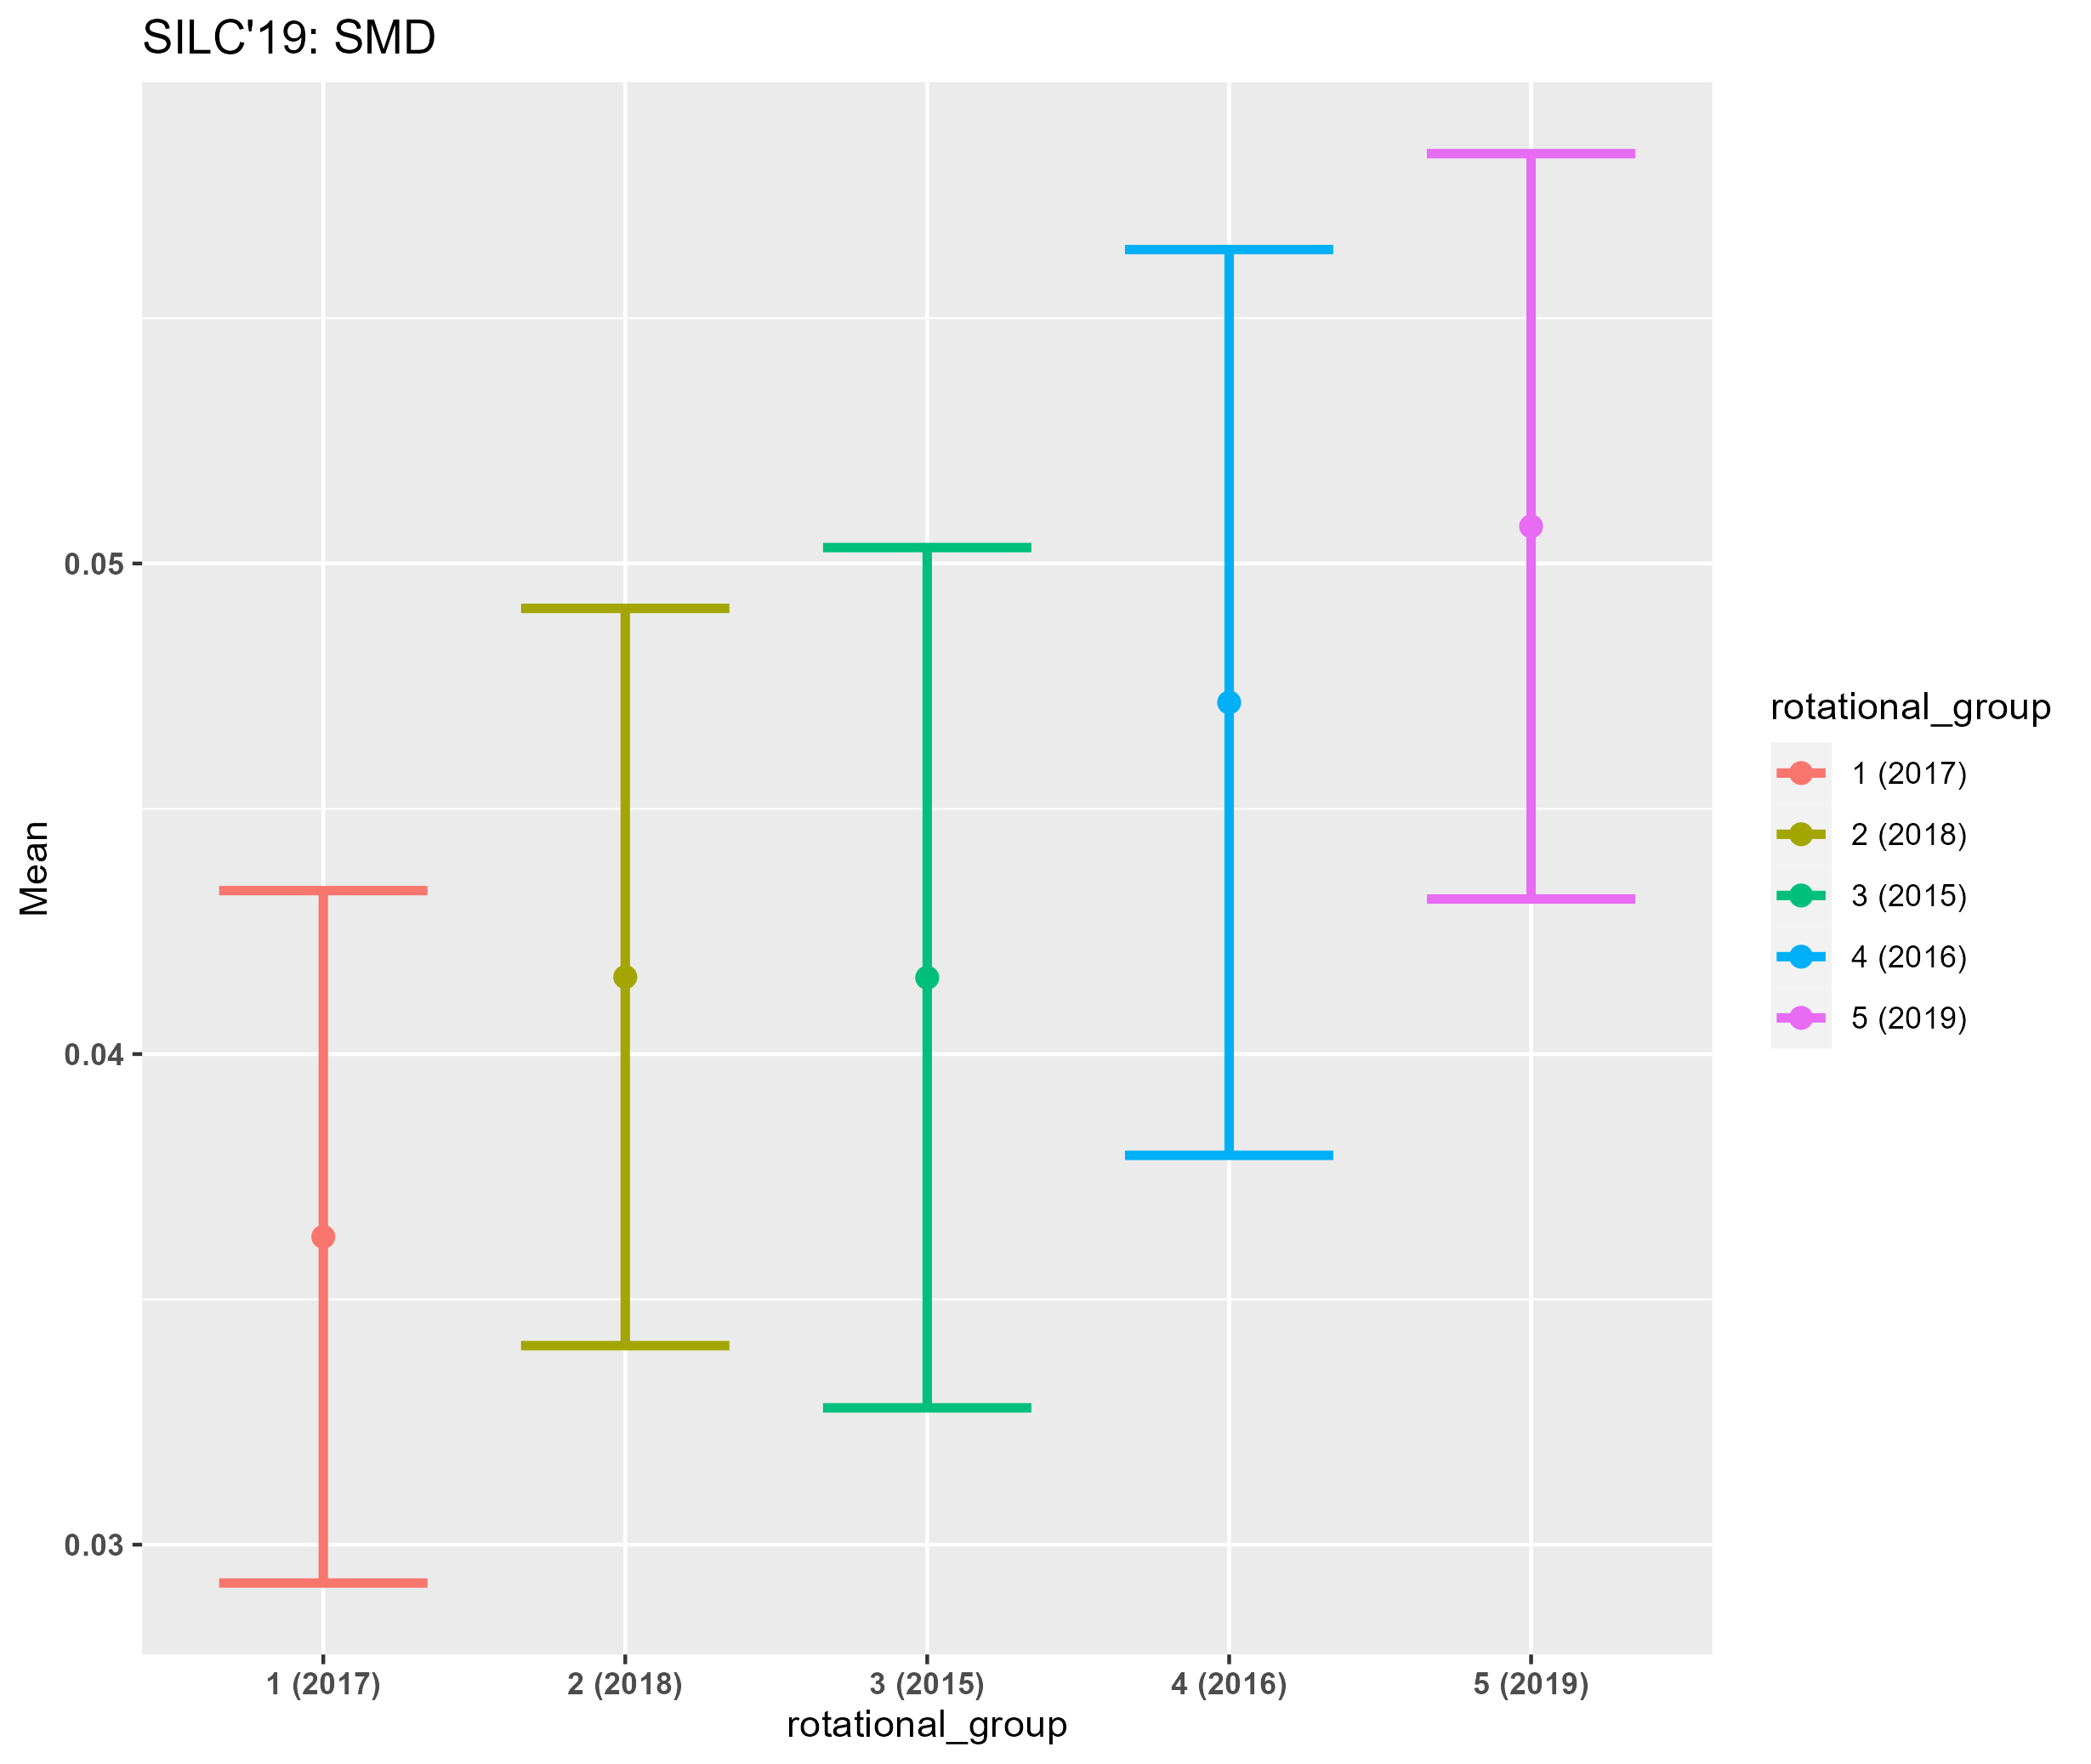 SILC'19: SMD
Mean
0.05
0.04
0.03
1 (2017) 2 (2018) 3 (2015) 4 (2016) 5 (2019)
rotational_group
rotational_group
1 (2017)
2 (2018)
3 (2015)
4 (2016)
5 (2019)